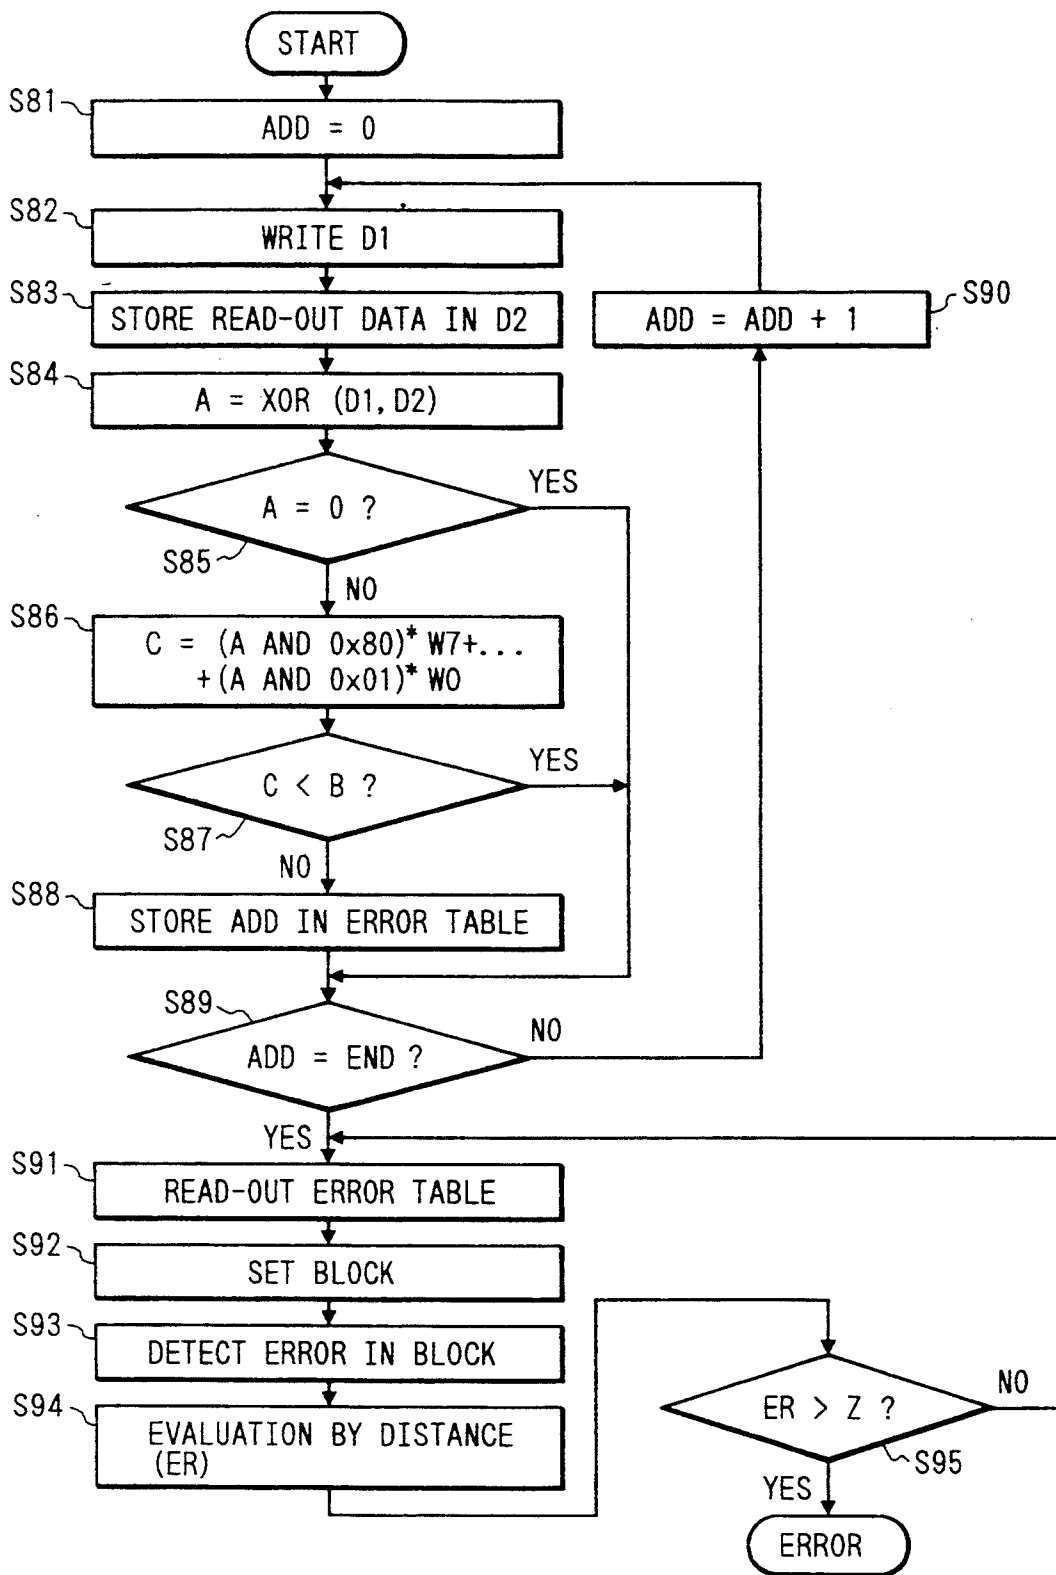 START
S81
ADD = 0
S82
WRITE D1
S83
STORE READ-OUT DATA IN D2
S90
ADD = ADD + 1
S84
A = XOR (D1, D2)
A = 0 ?
YES
S85
NO
S86
C = (A AND 0x80)* W7+...
+(A AND 0x01)* W0
C < B ?
YES
S87
NO
S88
STORE ADD IN ERROR TABLE
S89
ADD = END ?
NO
YES
S91
READ-OUT ERROR TABLE
S92
SET BLOCK
S93
DETECT ERROR IN BLOCK
S94
EVALUATION BY DISTANCE
(ER)
ER > Z ?
NO
S95
YES
ERROR